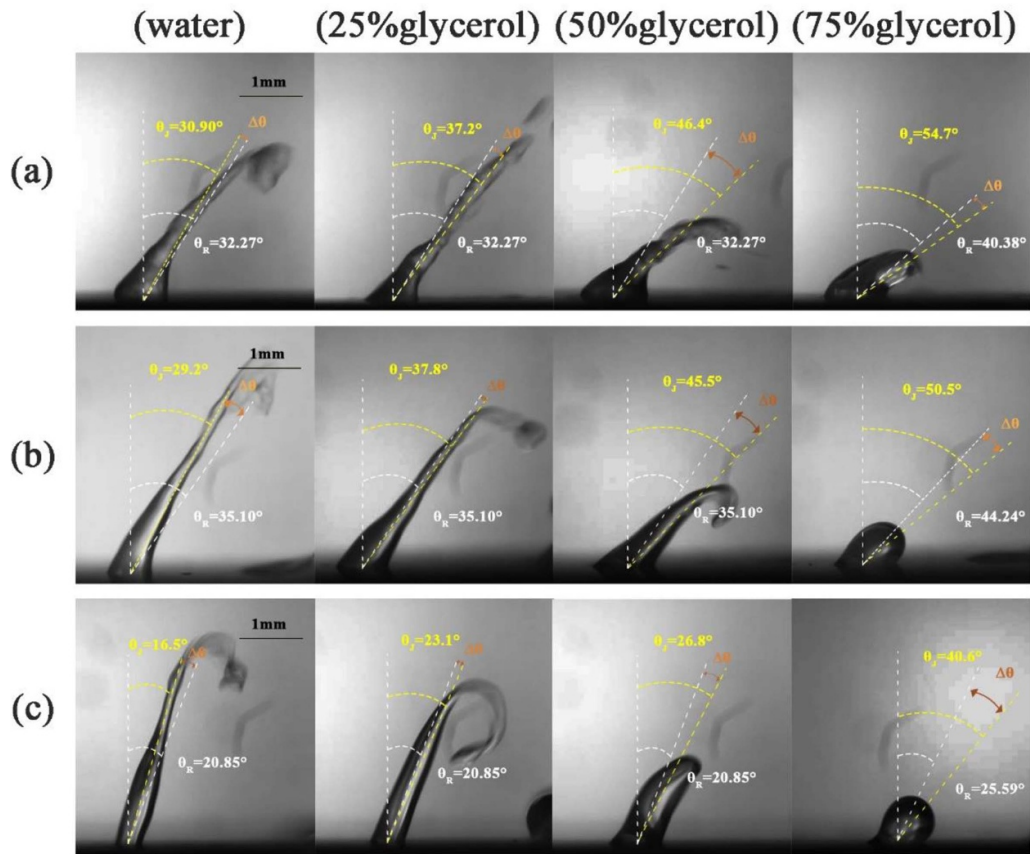 (water) (25%glycerol) (50%glycerol) (75%glycerol)
(a)
1mm
θJ=30.90° Δθ
θR=32.27°
θJ=37.2° Δθ
θR=32.27°
θJ=46.4° Δθ
θR=32.27°
θJ=54.7° Δθ
θR=40.38°
(b)
1mm
θJ=29.2° Δθ
θR=35.10°
θJ=37.8° Δθ
θR=35.10°
θJ=45.5° Δθ
θR=35.10°
θJ=50.5° Δθ
θR=44.24°
(c)
1mm
θJ=16.5° Δθ
θR=20.85°
θJ=23.1° Δθ
θR=20.85°
θJ=26.8° Δθ
θR=20.85°
θJ=40.6° Δθ
θR=25.59°